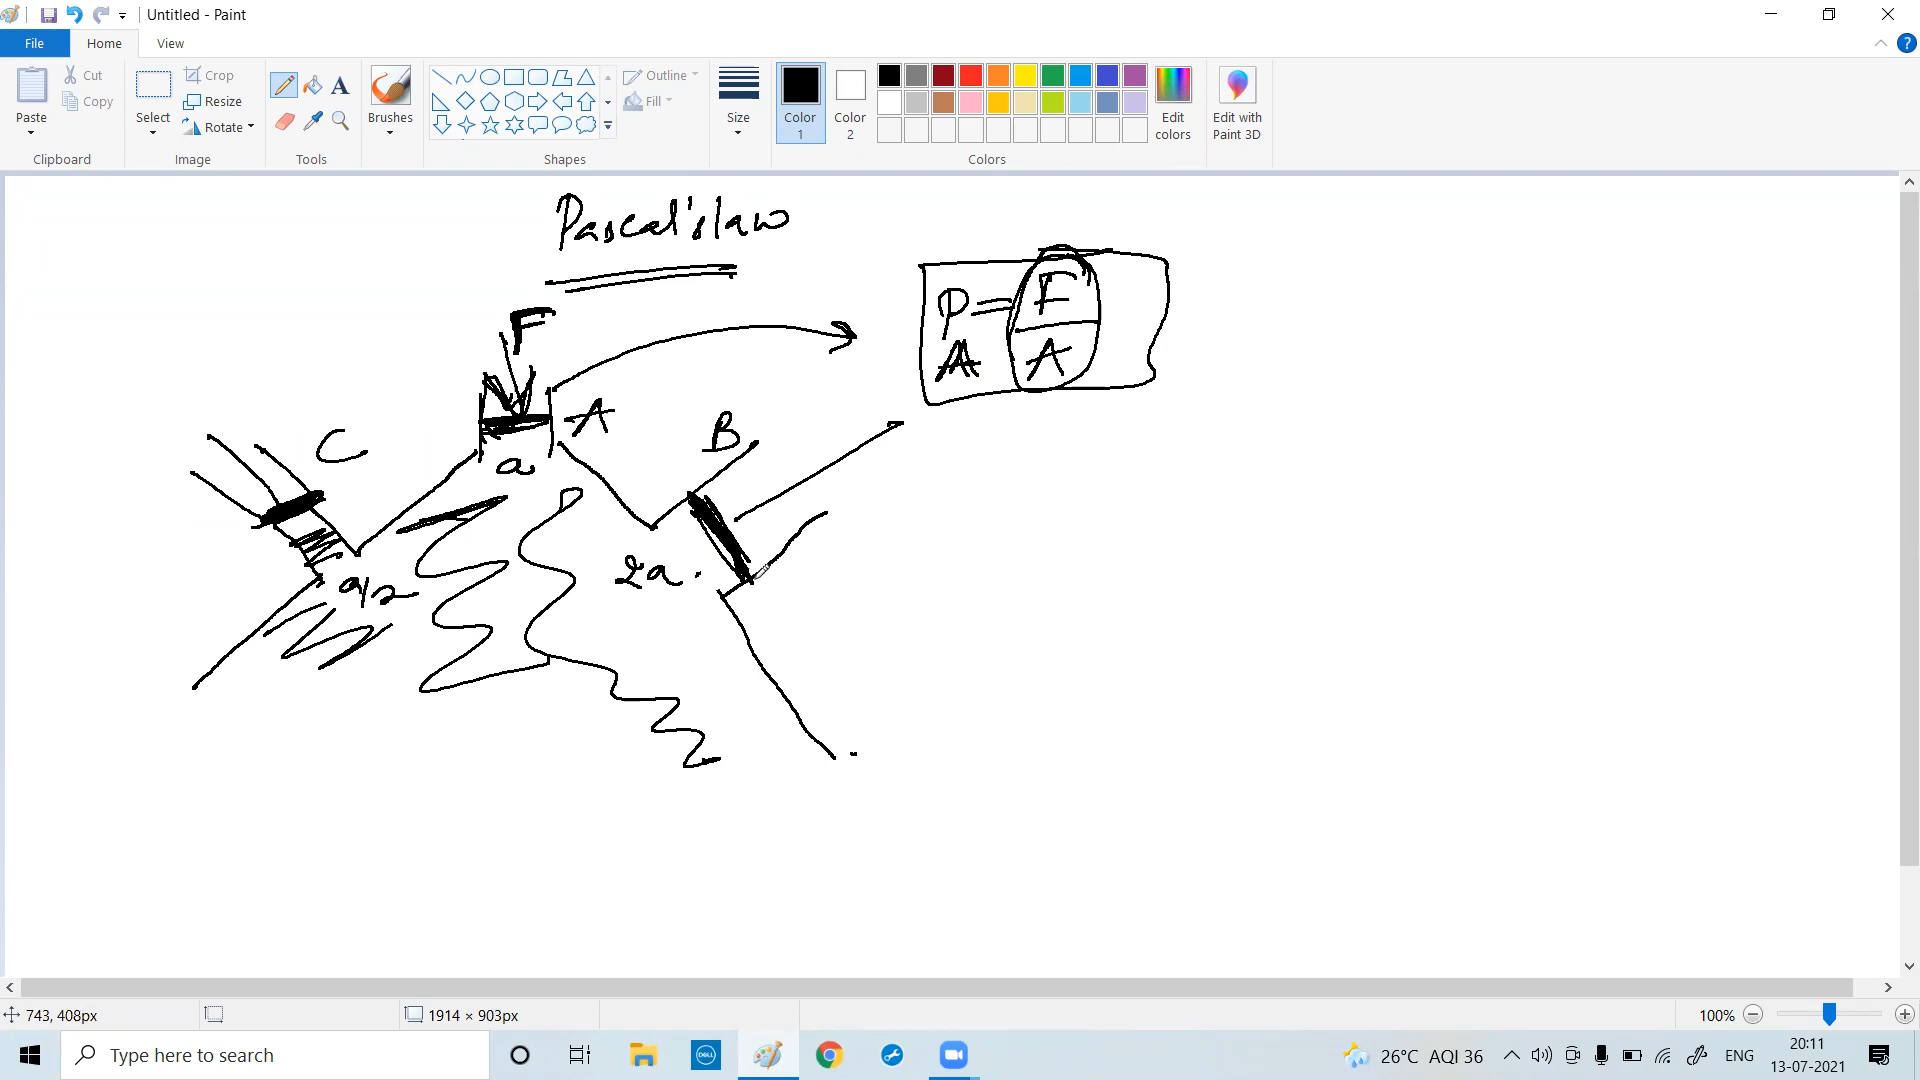 Untitled - Paint
File Home View
Paste
Cut
Copy
Clipboard
Select
Crop
Resize
Rotate
Image
Tools
Brushes
Outline
Fill
Shapes
Size
Color 1
Color 2
Edit colors
Edit with Paint 3D
Colors
Pascal's law
F
P = F
A
PA
A
C
B
a
a/2
2a
743, 408px
1914 × 903px
100%
Type here to search
DELL
26°C AQI 36
ENG
20:11
13-07-2021